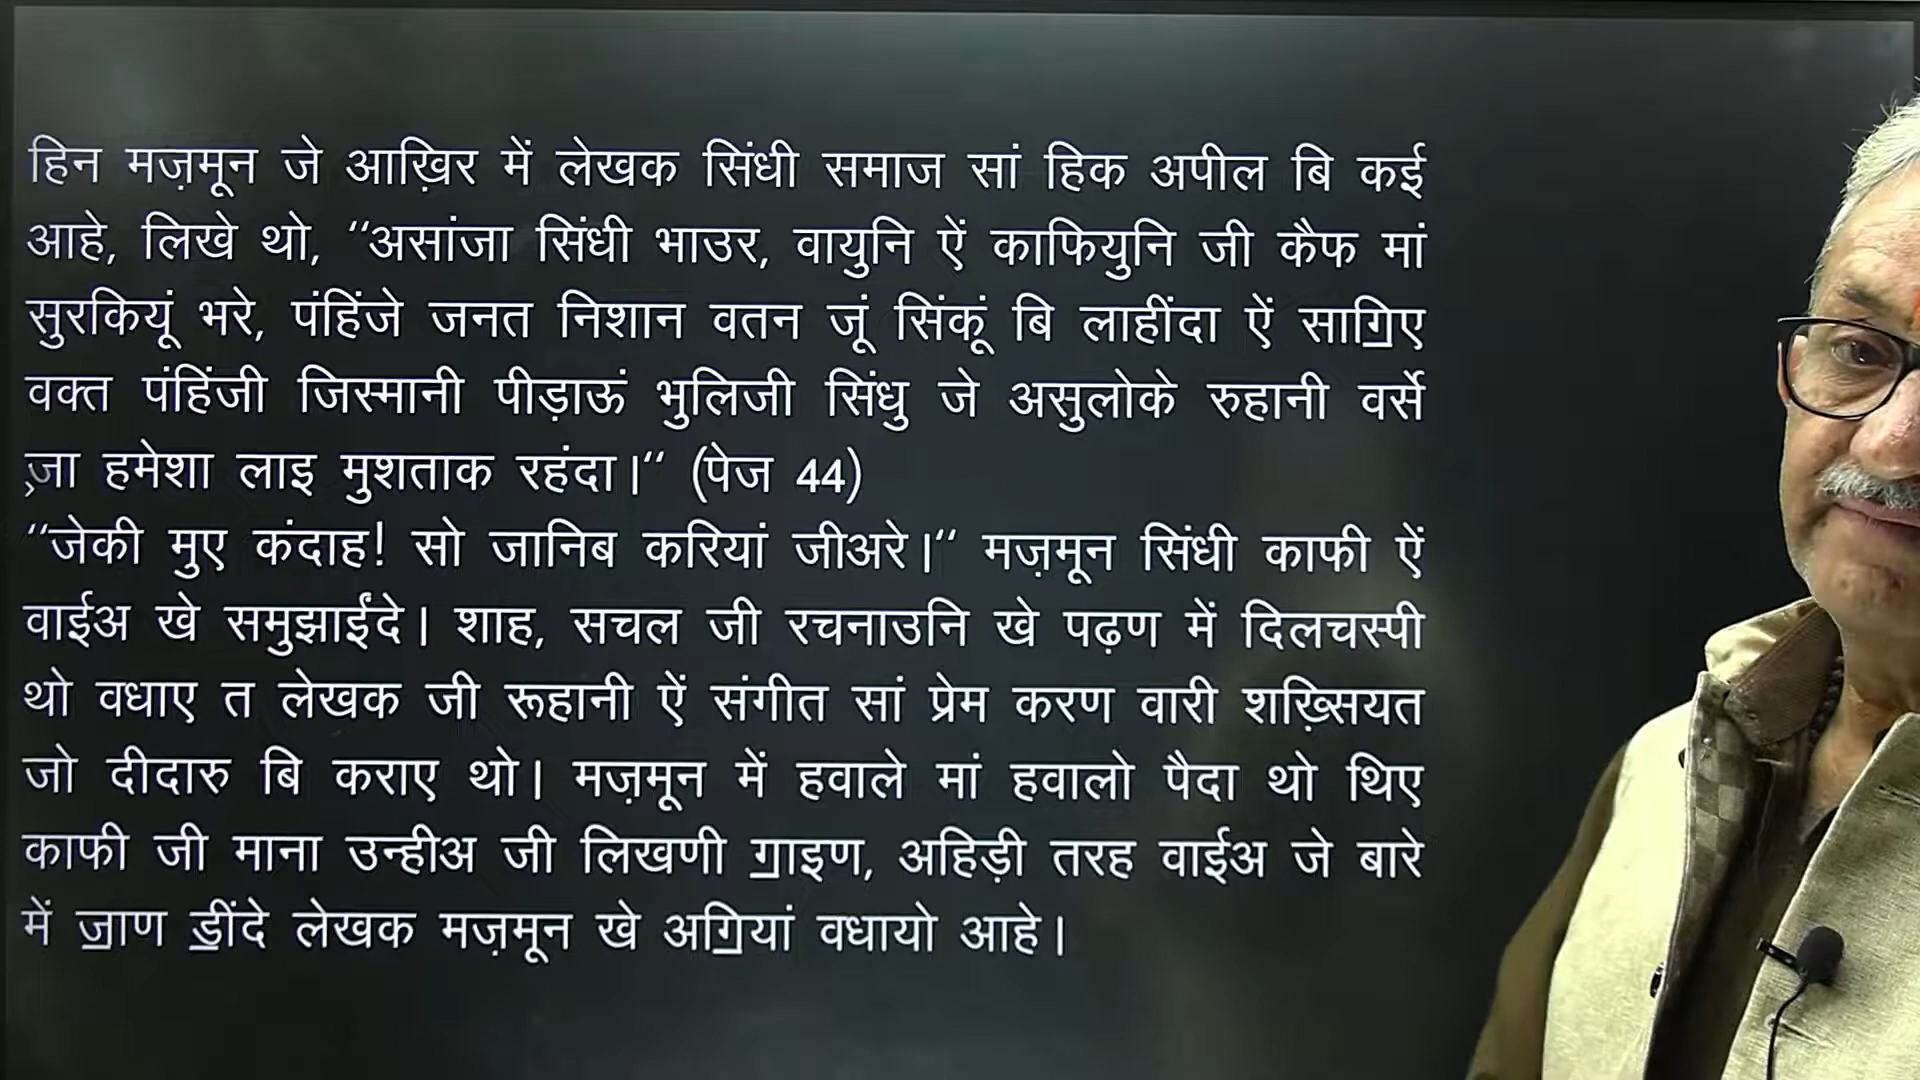 हिन मज़मून जे आख़िर में लेखक सिंधी समाज सां हिक अपील बि कई
आहे, लिखे थो, “असांजा सिंधी भाउर, वायुनि ऐं काफियुनि जी कैफ मां
सुरकियूं भरे, पंहिंजे जनत निशान वतन जूं सिंकूं बि लाहींदा ऐं साॻिए
वक्त पंहिंजी जिस्मानी पीड़ाऊं भुलिजी सिंधु जे असुलोके रुहानी वर्से
जा हमेशा लाइ मुशताक रहंदा।“ (पेज 44)
“जेकी मुए कंदाह! सो जानिब करियां जीअरे।“ मज़मून सिंधी काफी ऐं
वाईअ खे समुझाईंदे। शाह, सचल जी रचनाउनि खे पढ़ण में दिलचस्पी
थो वधाए त लेखक जी रूहानी ऐं संगीत सां प्रेम करण वारी शख़्सियत
जो दीदारु बि कराए थो। मज़मून में हवाले मां हवालो पैदा थो थिए
काफी जी माना उन्हीअ जी लिखणी ॻाइण, अहिड़ी तरह वाईअ जे बारे
में ॼाण ॾींदे लेखक मज़मून खे अॻियां वधायो आहे।